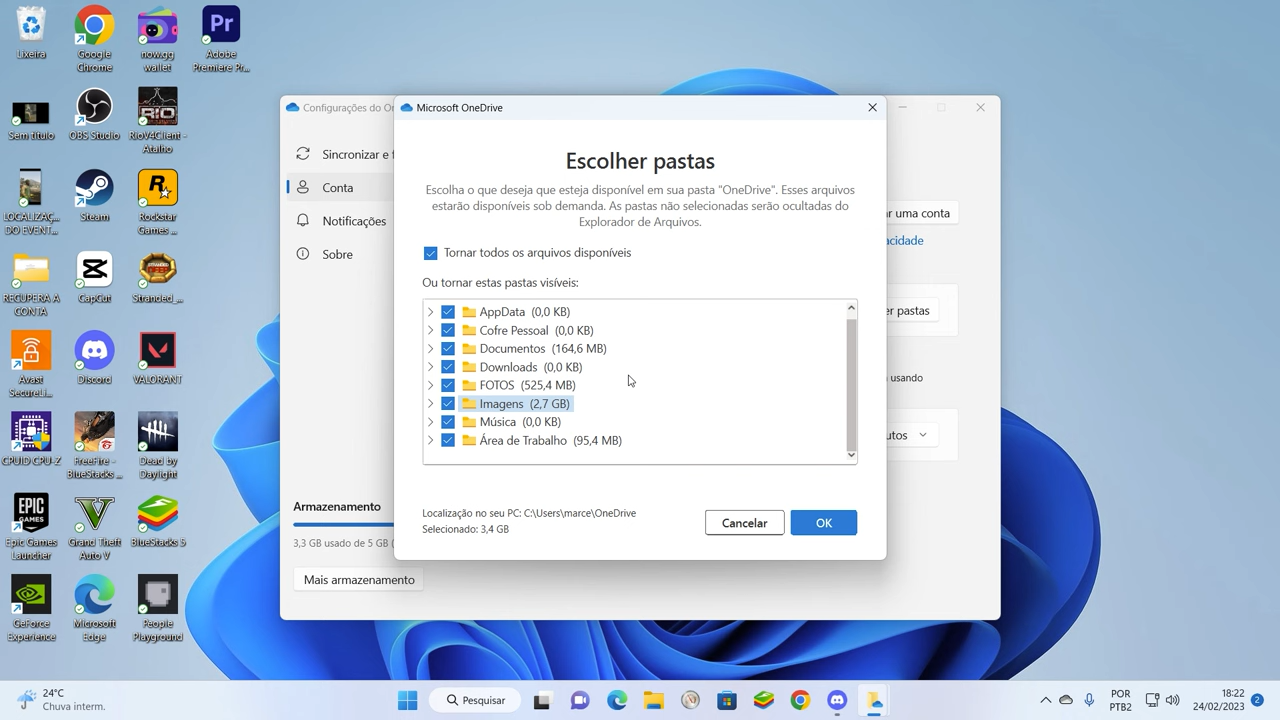 Lixeira
Google
Chrome
now.gg
wallet
Pr
Adobe
Premiere Pr...
Sem título
OBS Studio
RIO
RioV4Client -
Atalho
LOCALIZAÇ...
DO EVENT...
Steam
R
Rockstar
Games ...
RECUPERA A
CONTA
CapCut
Stranded_...
Avast
SecureLi...
Discord
VALORANT
CPUID CPU-Z
FreeFire -
BlueStacks ...
Dead by
Daylight
EPIC
GAMES
Epic Games
Launcher
Grand Theft
Auto V
BlueStacks 5
GeForce
Experience
Microsoft
Edge
People
Playground
Configurações do On
Sincronizar e f
Conta
Notificações
Sobre
Armazenamento
3,3 GB usado de 5 GB (
Mais armazenamento
r uma conta
acidade
er pastas
usando
utos
Microsoft OneDrive
Escolher pastas
Escolha o que deseja que esteja disponível em sua pasta "OneDrive". Esses arquivos
estarão disponíveis sob demanda. As pastas não selecionadas serão ocultadas do
Explorador de Arquivos.
Tornar todos os arquivos disponíveis
Ou tornar estas pastas visíveis:
AppData (0,0 KB)
Cofre Pessoal (0,0 KB)
Documentos (164,6 MB)
Downloads (0,0 KB)
FOTOS (525,4 MB)
Imagens (2,7 GB)
Música (0,0 KB)
Área de Trabalho (95,4 MB)
Localização no seu PC: C:\Users\marce\OneDrive
Selecionado: 3,4 GB
Cancelar
OK
24°C
Chuva interm.
Pesquisar
POR
PTB2
18:22
24/02/2023
2